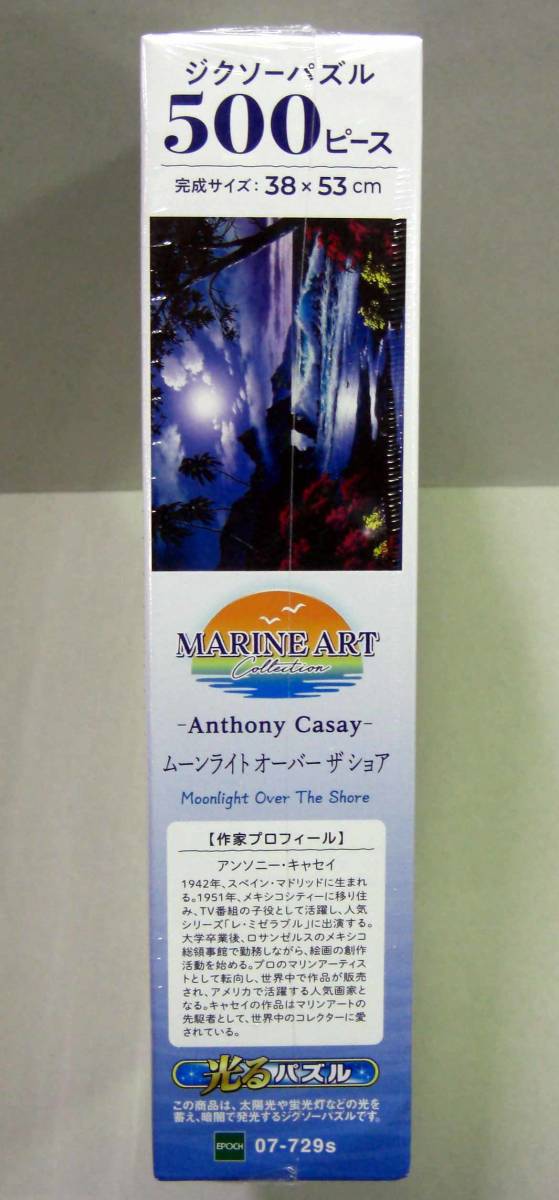 ジクソーパズル
500ピース
完成サイズ：38×53cm
MARINE ART
Collection
-Anthony Casay-
ムーンライト オーバー ザ ショア
Moonlight Over The Shore
【作家プロフィール】
アンソニー・キャセイ
1942年、スペイン・マドリッドに生まれ
る。1951年、メキシコシティーに移り住
み、TV番組の子役として活躍し、人気
シリーズ「レ・ミゼラブル」に出演する。
大学卒業後、ロサンゼルスのメキシコ
総領事館で勤務しながら、絵画の創作
活動を始める。プロのマリンアーティス
トとして転向し、世界中で作品が販売
され、アメリカで活躍する人気画家と
なる。キャセイの作品はマリンアートの
先駆者として、世界中のコレクターに愛
されている。
光るパズル
この商品は、太陽光や蛍光灯などの光を
蓄え、暗闇で発光するジグソーパズルです。
EPOCH 07-729s